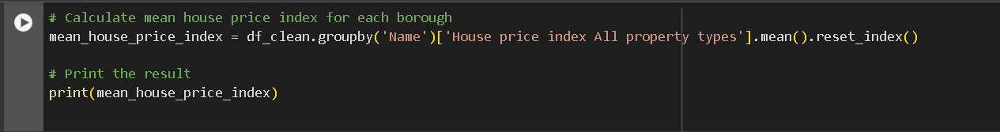 # Calculate mean house price index for each borough
mean_house_price_index = df_clean.groupby('Name')['House price index All property types'].mean().reset_index()
# Print the result
print(mean_house_price_index)